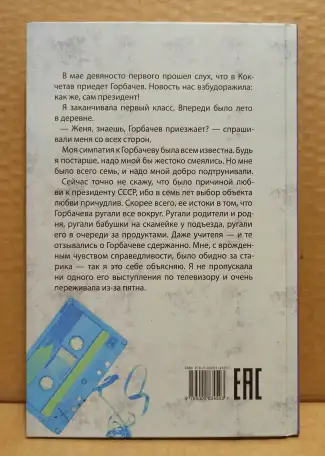 В мае девяносто первого прошел слух, что в Кок-
четав приедет Горбачев. Новость нас взбудоражила:
как же, сам президент!
Я заканчивала первый класс. Впереди было лето
в деревне.
— Женя, знаешь, Горбачев приезжает? — спраши-
вали меня со всех сторон.
Моя симпатия к Горбачеву была всем известна. Будь
я постарше, надо мной бы жестоко смеялись. Но мне
было всего семь, и надо мной добро подтрунивали.
Сейчас точно не скажу, что было причиной люб-
ви к президенту СССР, ибо в семь лет выбор объекта
любви причудлив. Скорее всего, ее истоки в том, что
Горбачева ругали все вокруг. Ругали родители и род-
ня, ругали бабушки на скамейке у подъезда, ругали
его в очереди за продуктами. Даже учителя — и те
отзывались о Горбачеве сдержанно. Мне, с врожден-
ным чувством справедливости, было обидно за ста-
рика — так я это себе объясняю. Я не пропускала
ни одного его выступления по телевизору и очень
переживала из-за пятна.
EAC